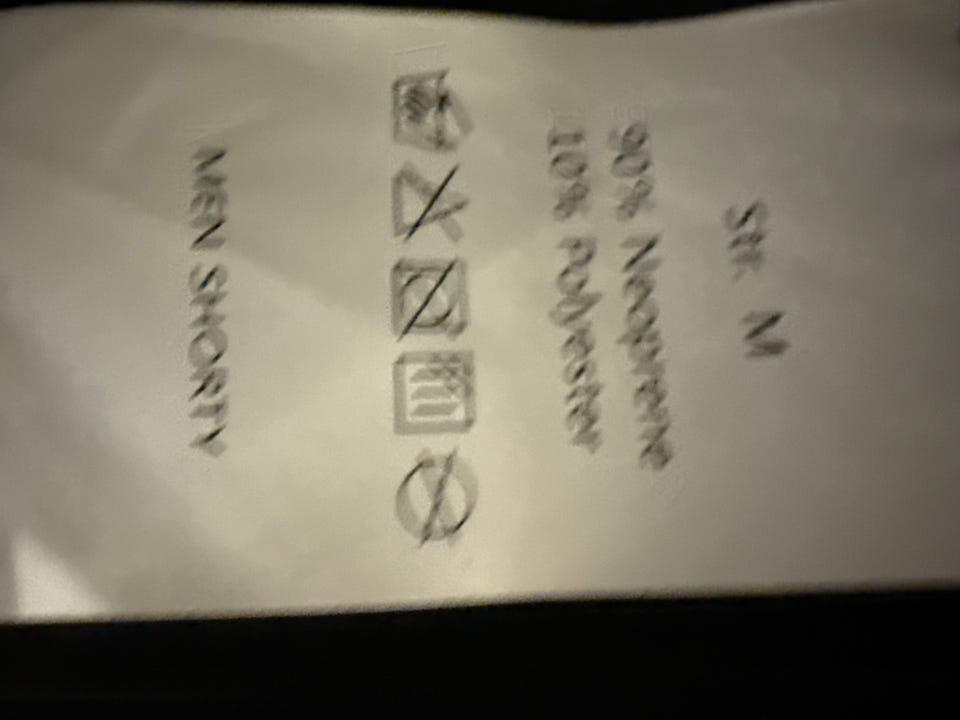 Str. M
90% Neoprene
10% Polyester
MEN SHORTY